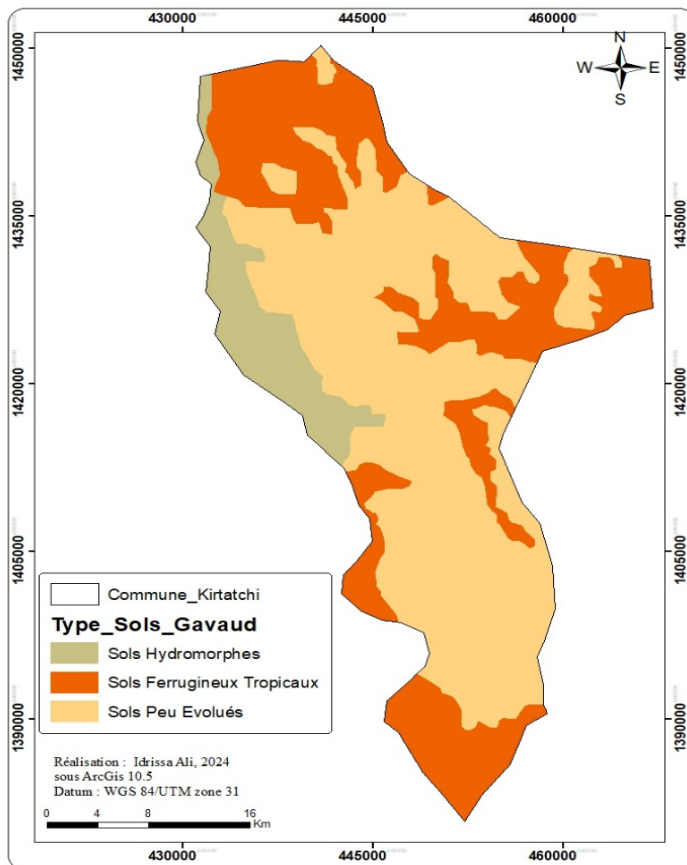 430000 445000 460000
1450000 1450000
N
W E
S
1435000 1435000
1420000 1420000
1405000 1405000
1390000 1390000
Commune_Kirtatchi
Type_Sols_Gavaud
Sols Hydromorphes
Sols Ferrugineux Tropicaux
Sols Peu Evolués
Réalisation : Idrissa Ali, 2024
sous ArcGis 10.5
Datum : WGS 84/UTM zone 31
0 4 8 16
Km
430000 445000 460000